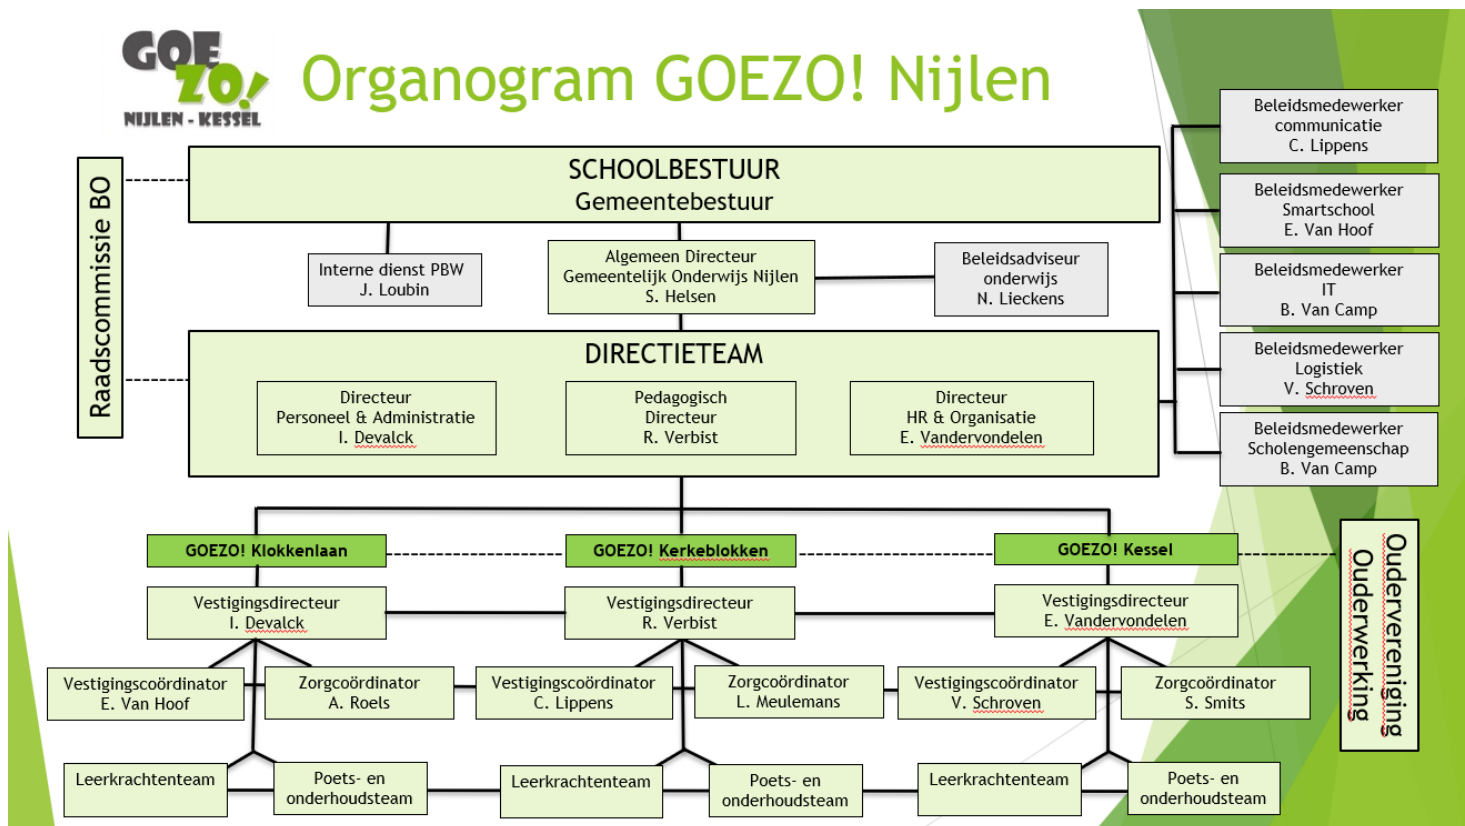 GOE
ZO!
NIJLEN - KESSEL
Organogram GOEZO! Nijlen
Raadscommissie BO
SCHOOLBESTUUR
Gemeentebestuur
Interne dienst PBW
J. Loubin
Algemeen Directeur
Gemeentelijk Onderwijs Nijlen
S. Helsen
Beleidsadviseur
onderwijs
N. Lieckens
Beleidsmedewerker
communicatie
C. Lippens
Beleidsmedewerker
Smartschool
E. Van Hoof
Beleidsmedewerker
IT
B. Van Camp
Beleidsmedewerker
Logistiek
V. Schroven
Beleidsmedewerker
Scholengemeenschap
B. Van Camp
DIRECTIETEAM
Directeur
Personeel & Administratie
I. Devalck
Pedagogisch
Directeur
R. Verbist
Directeur
HR & Organisatie
E. Vandervondelen
GOEZO! Klokkenlaan
GOEZO! Kerkeblokken
GOEZO! Kessel
Oudervereniging
Ouderwerking
Vestigingsdirecteur
I. Devalck
Vestigingsdirecteur
R. Verbist
Vestigingsdirecteur
E. Vandervondelen
Vestigingscoördinator
E. Van Hoof
Zorgcoördinator
A. Roels
Vestigingscoördinator
C. Lippens
Zorgcoördinator
L. Meulemans
Vestigingscoördinator
V. Schroven
Zorgcoördinator
S. Smits
Leerkrachtenteam
Poets- en
onderhoudsteam
Leerkrachtenteam
Poets- en
onderhoudsteam
Leerkrachtenteam
Poets- en
onderhoudsteam